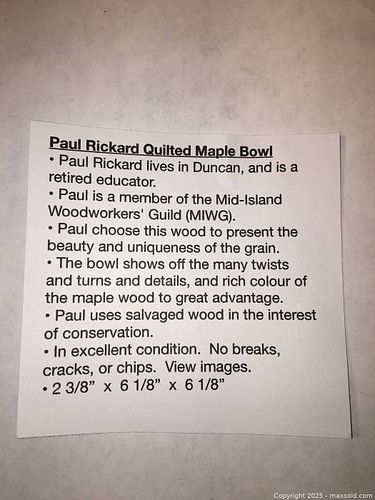 Paul Rickard Quilted Maple Bowl
• Paul Rickard lives in Duncan, and is a
retired educator.
• Paul is a member of the Mid-Island
Woodworkers' Guild (MIWG).
• Paul choose this wood to present the
beauty and uniqueness of the grain.
• The bowl shows off the many twists
and turns and details, and rich colour of
the maple wood to great advantage.
• Paul uses salvaged wood in the interest
of conservation.
• In excellent condition.  No breaks,
cracks, or chips.  View images.
• 2 3/8”  x  6 1/8”  x  6 1/8”
Copyright 2025 - maxsold.com